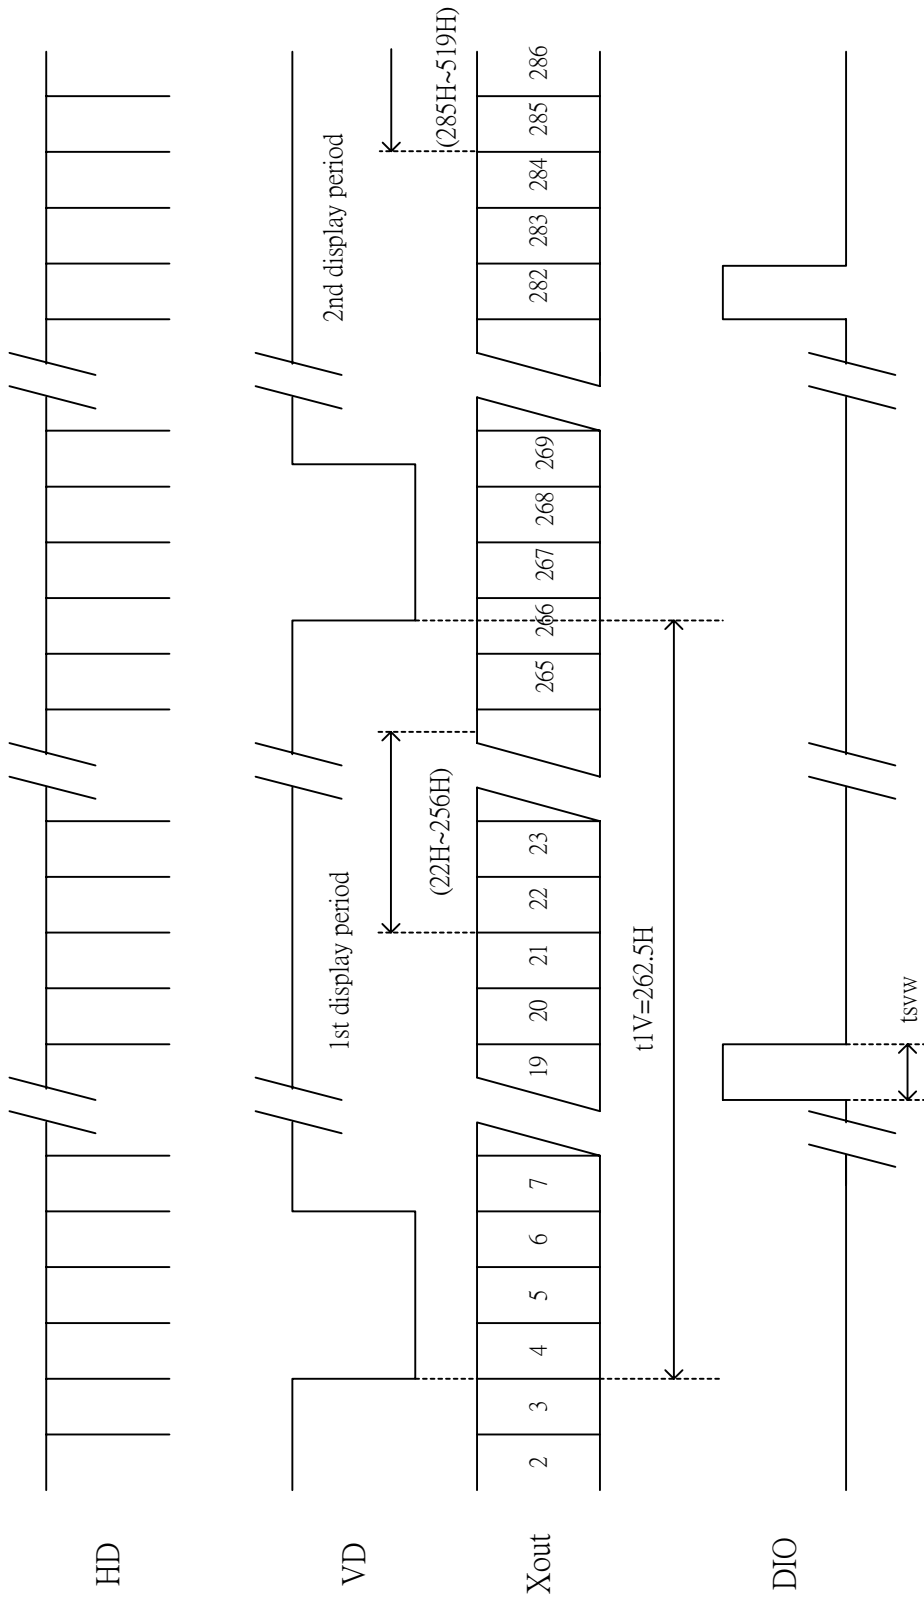 HD
VD
1st display period
2nd display period
(22H~256H)
(285H~519H)
Xout
2 3 4 5 6 7 19 20 21 22 23 265 266 267 268 269 282 283 284 285 286
t1V=262.5H
DIO
tsvw